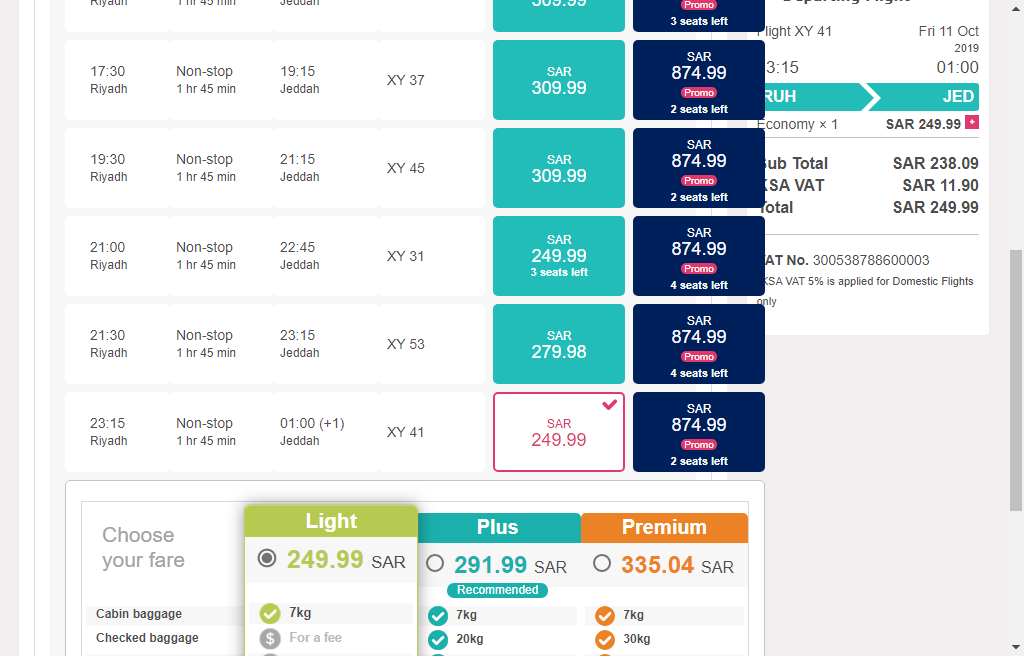 Riyadh 1 hr 45 min Jeddah
309.99
Promo
3 seats left
17:30 Non-stop 19:15
Riyadh 1 hr 45 min Jeddah
XY 37
SAR
309.99
SAR
874.99
Promo
2 seats left
19:30 Non-stop 21:15
Riyadh 1 hr 45 min Jeddah
XY 45
SAR
309.99
SAR
874.99
Promo
2 seats left
21:00 Non-stop 22:45
Riyadh 1 hr 45 min Jeddah
XY 31
SAR
249.99
3 seats left
SAR
874.99
Promo
4 seats left
21:30 Non-stop 23:15
Riyadh 1 hr 45 min Jeddah
XY 53
SAR
279.98
SAR
874.99
Promo
4 seats left
23:15 Non-stop 01:00 (+1)
Riyadh 1 hr 45 min Jeddah
XY 41
SAR
249.99
SAR
874.99
Promo
2 seats left
Flight XY 41 Fri 11 Oct
2019
3:15 01:00
RUH JED
Economy × 1 SAR 249.99 +
Sub Total SAR 238.09
KSA VAT SAR 11.90
Total SAR 249.99
VAT No. 300538788600003
KSA VAT 5% is applied for Domestic Flights
only
Choose
your fare
Light
249.99 SAR
Plus
291.99 SAR
Recommended
Premium
335.04 SAR
Cabin baggage 7kg 7kg 7kg
Checked baggage $ For a fee 20kg 30kg